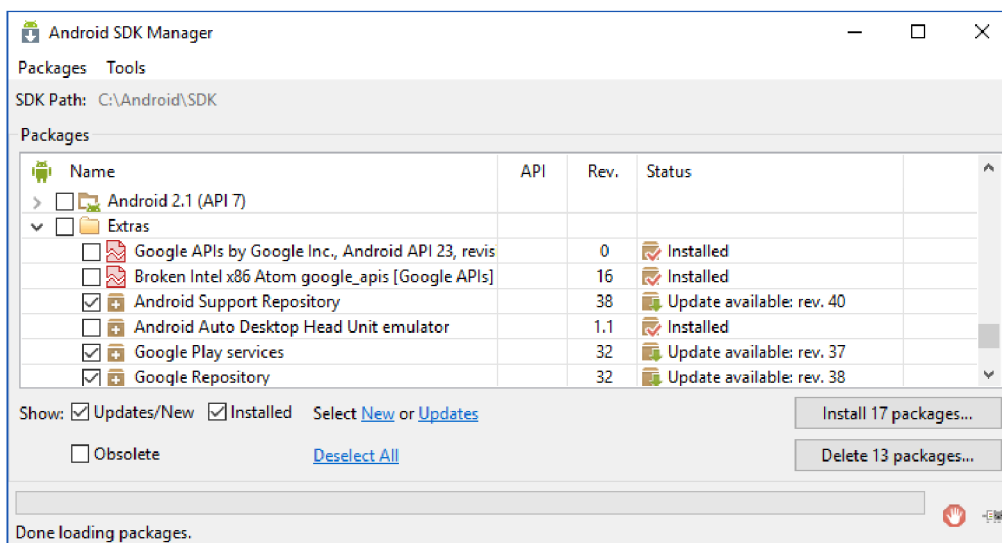 Android SDK Manager
Packages Tools
SDK Path: C:\Android\SDK
Packages
Name API Rev. Status
Android 2.1 (API 7)
Extras
Google APIs by Google Inc., Android API 23, revis 0 Installed
Broken Intel x86 Atom google_apis [Google APIs] 16 Installed
Android Support Repository 38 Update available: rev. 40
Android Auto Desktop Head Unit emulator 1.1 Installed
Google Play services 32 Update available: rev. 37
Google Repository 32 Update available: rev. 38
Show: Updates/New Installed Select New or Updates Install 17 packages...
Obsolete Deselect All Delete 13 packages...
Done loading packages.